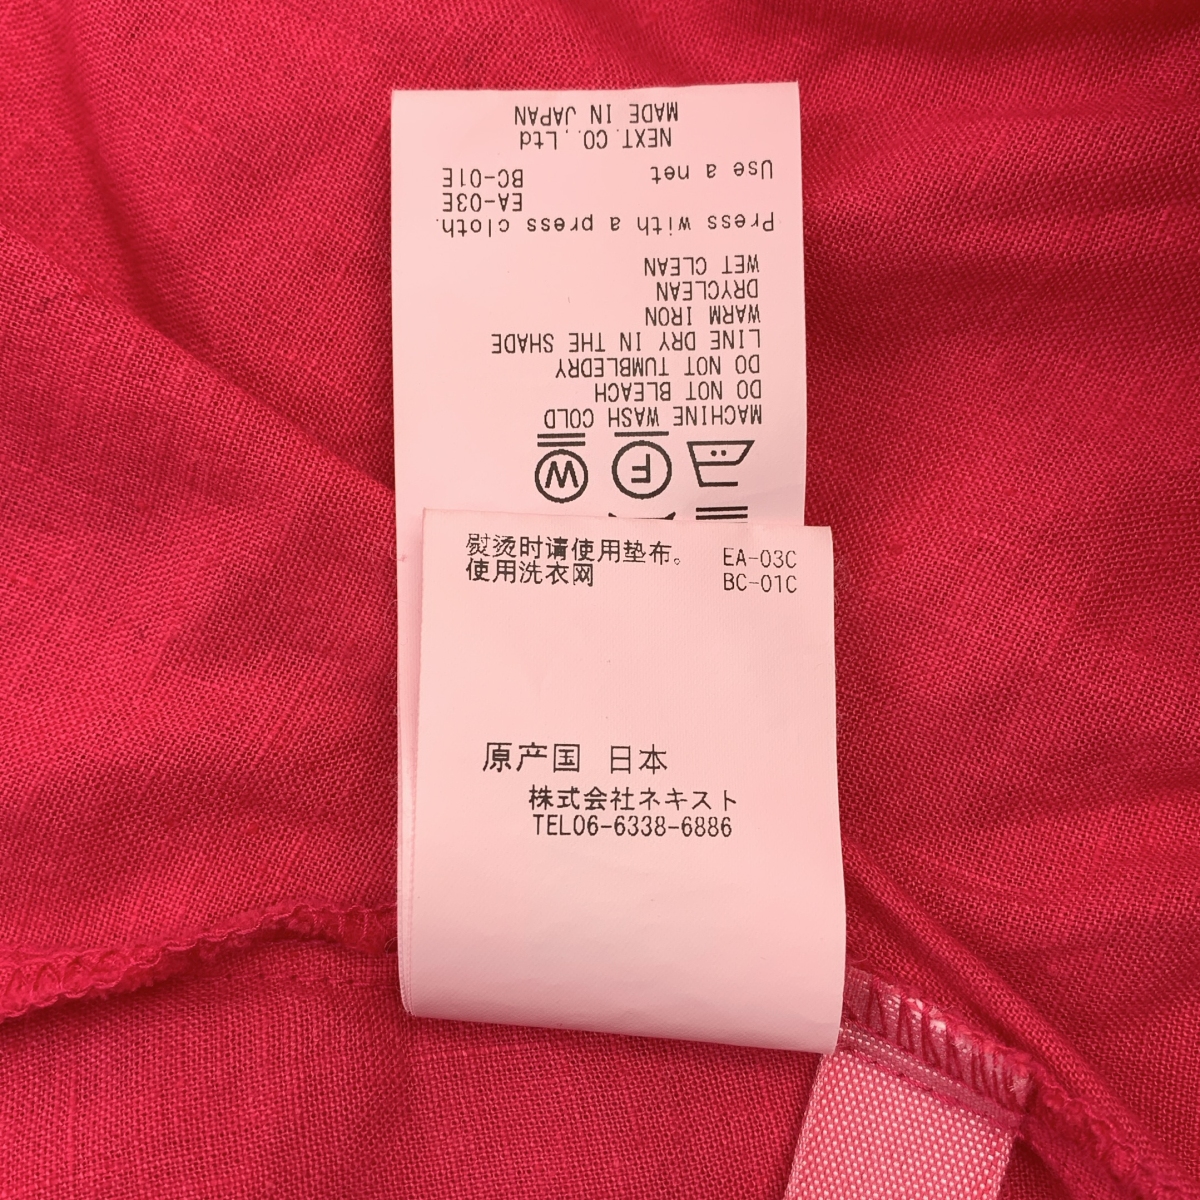 MACHINE WASH COLD
DO NOT BLEACH
DO NOT TUMBLEDRY
LINE DRY IN THE SHADE
WARM IRON
DRYCLEAN
WET CLEAN
Press with a press cloth. EA-03E
Use a net BC-01E
NEXT.CO.,Ltd
MADE IN JAPAN
F
W
熨烫时请使用垫布。 EA-03C
使用洗衣网 BC-01C
原产国 日本
株式会社ネキスト
TEL06-6338-6886